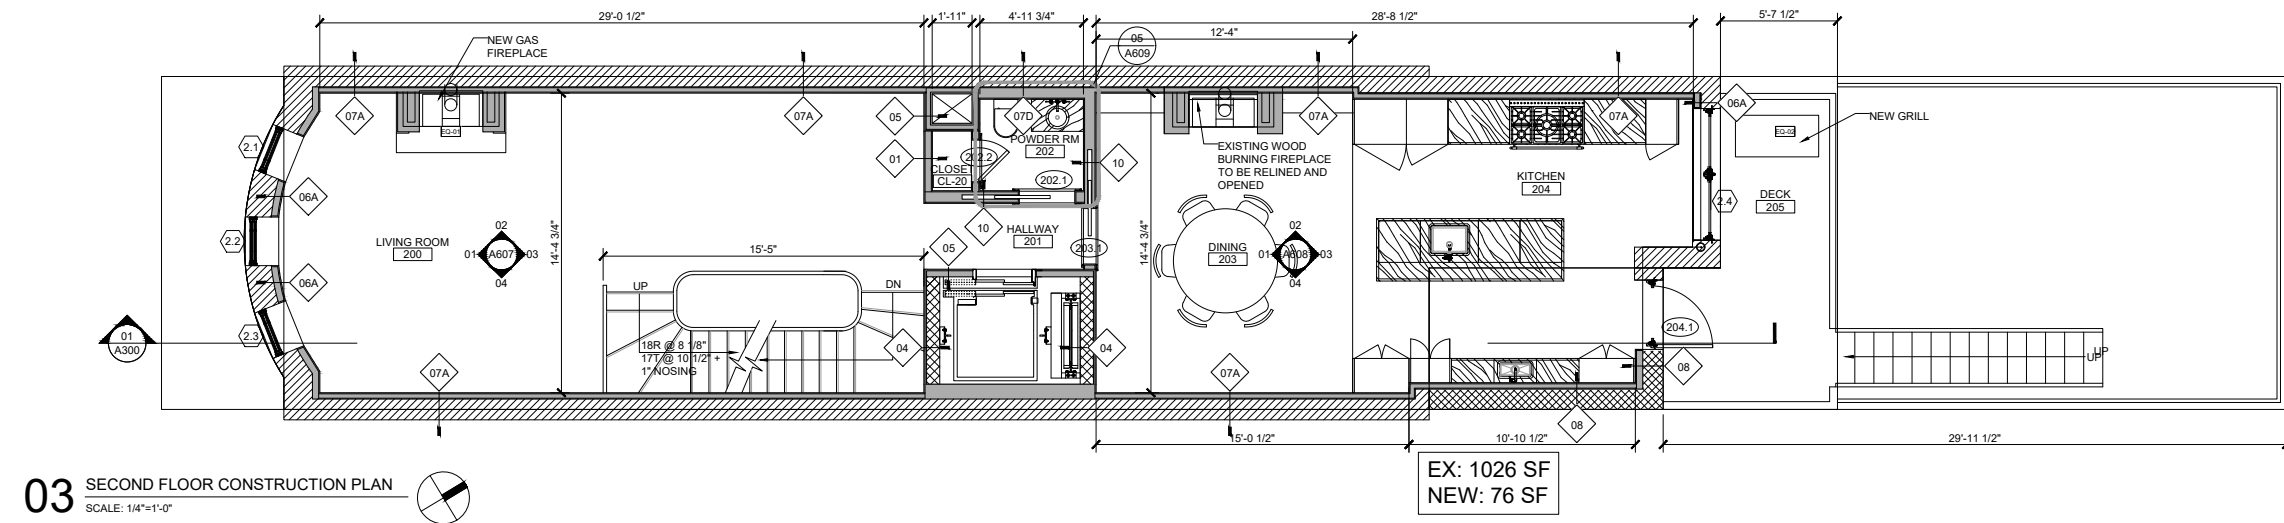 29'-0 1/2"
1'-11"
4'-11 3/4"
28'-8 1/2"
5'-7 1/2"
12'-4"
05
A609
NEW GAS
FIREPLACE
07A
07A
07D
07A
07A
06A
EQ-01
EQ-02
NEW GRILL
05
01
10
2.1
POWDER RM
202
202.2
202.1
CLOSET
CL-20
EXISTING WOOD
BURNING FIREPLACE
TO BE RELINED AND
OPENED
KITCHEN
204
DECK
205
2.4
06A
2.2
LIVING ROOM
200
02
01
A607
03
04
14'-4 3/4"
15'-5"
05
10
HALLWAY
201
203.1
14'-4 3/4"
DINING
203
02
01
A608
03
04
06A
UP
DN
2.3
01
A300
18R @ 8 1/8"
17T @ 10 1/2" +
1" NOSING
04
04
204.1
UP
UP
07A
07A
08
08
15'-0 1/2"
10'-10 1/2"
29'-11 1/2"
EX: 1026 SF
NEW: 76 SF
03
SECOND FLOOR CONSTRUCTION PLAN
SCALE: 1/4"=1'-0"